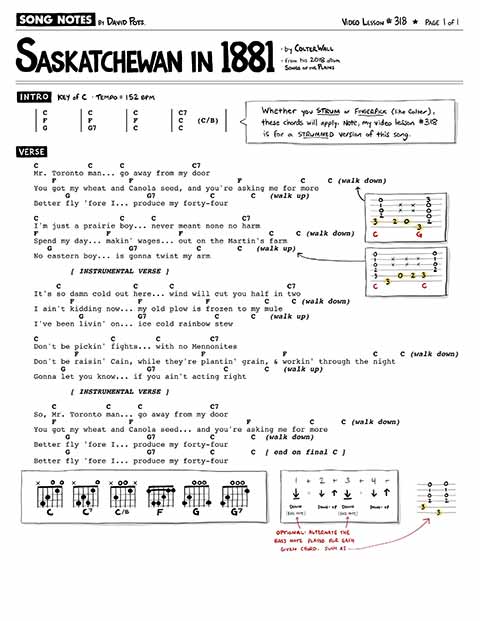 SONG NOTES BY DAVID POTTS. VIDEO LESSON #318 ★ PAGE 1 of 1
SASKATCHEWAN IN 1881
• by COLTER WALL
• from his 2018 album
SONGS of the PLAINS
INTRO KEY of C • TEMPO = 152 BPM
C C C C7
F F F C (C/B)
G G7 C C
Whether you STRUM or FINGERPICK (like Colter),
these chords will apply. Note, my video lesson #318
is for a STRUMMED version of this song.
VERSE
C C C C7
Mr. Toronto man... go away from my door
F F F C C (walk down)
You got my wheat and Canola seed, and you're asking me for more
G G7 C C (walk up)
Better fly 'fore I... produce my forty-four
C C C C7
I'm just a prairie boy... never meant none no harm
F F F C C (walk down)
Spend my day... makin' wages... out on the Martin's farm
G G7 C C (walk up)
No eastern boy... is gonna twist my arm
[ INSTRUMENTAL VERSE ]
C C C C7
It's so damn cold out here... wind will cut you half in two
F F F C C (walk down)
I ain't kidding now... my old plow is frozen to my mule
G G7 C C (walk up)
I've been livin' on... ice cold rainbow stew
C C C C7
Don't be pickin' fights... with no Mennonites
F F F C C (walk down)
Don't be raisin' Cain, while they're plantin' grain, & workin' through the night
G G7 C C (walk up)
Gonna let you know... if you ain't acting right
[ INSTRUMENTAL VERSE ]
C C C C7
So, Mr. Toronto man... go away from my door
F F F C C (walk down)
You got my wheat and Canola seed... and you're asking me for more
G G7 C C (walk down)
Better fly 'fore I... produce my forty-four
G G7 C C [ end on final C ]
Better fly 'fore I... produce my forty-four
3 2 0 3
C G
3 0 2 3
C C
C C7 C/B F G G7
1 + 2 + 3 + 4 +
DOWN DOWN-UP DOWN DOWN-UP
(BASS NOTE) (BASS NOTE)
OPTIONAL: ALTERNATE THE
BASS NOTE PLAYED FOR EACH
GIVEN CHORD. SUCH AS
3 3